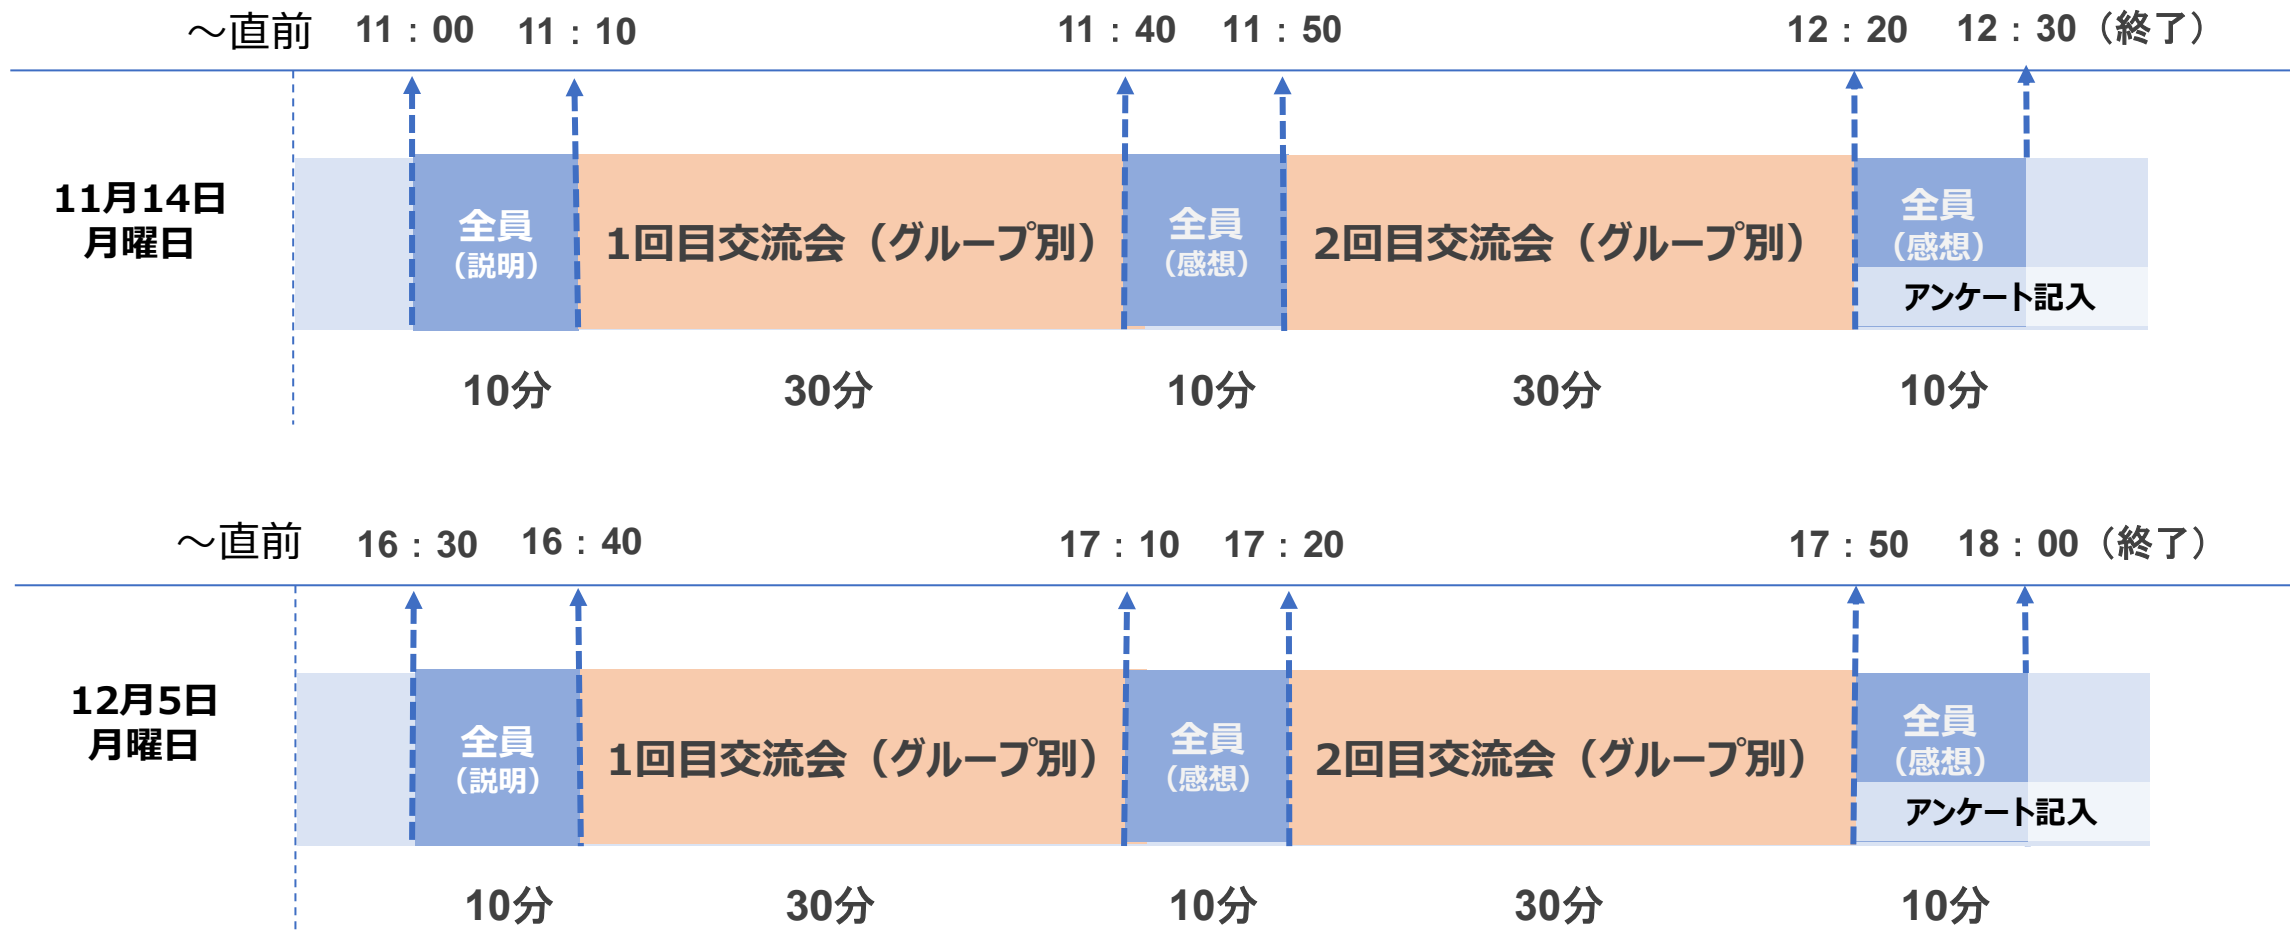 ～直前 11：00 11：10 11：40 11：50 12：20 12：30（終了）
11月14日
月曜日
全員
（説明）
1回目交流会（グループ別）
全員
（感想）
2回目交流会（グループ別）
全員
（感想）
アンケート記入
10分 30分 10分 30分 10分
～直前 16：30 16：40 17：10 17：20 17：50 18：00（終了）
12月5日
月曜日
全員
（説明）
1回目交流会（グループ別）
全員
（感想）
2回目交流会（グループ別）
全員
（感想）
アンケート記入
10分 30分 10分 30分 10分